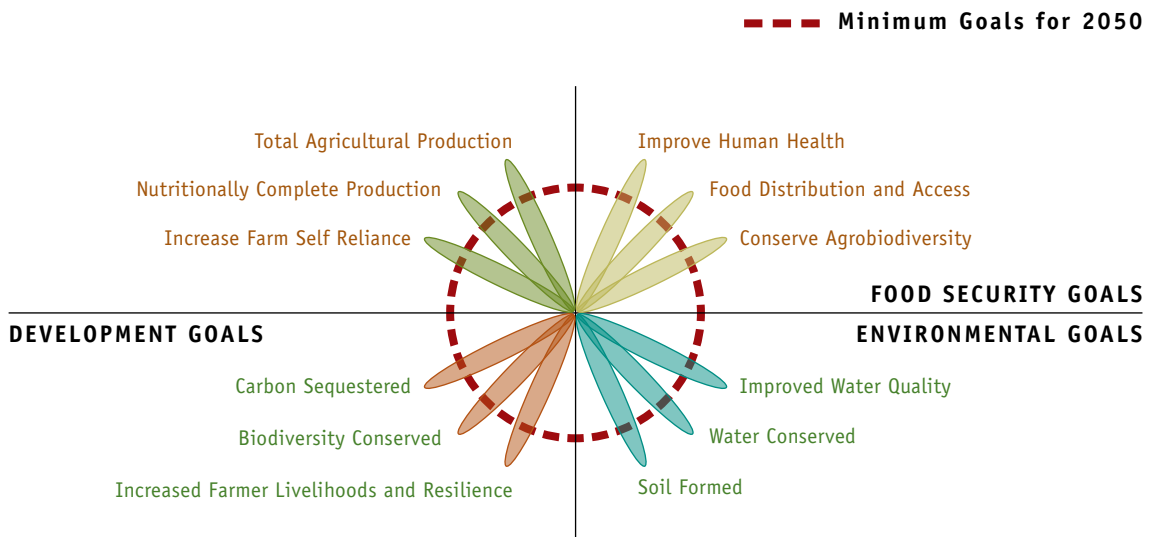 Minimum Goals for 2050
Total Agricultural Production
Improve Human Health
Nutritionally Complete Production
Food Distribution and Access
Increase Farm Self Reliance
Conserve Agrobiodiversity
FOOD SECURITY GOALS
DEVELOPMENT GOALS
ENVIRONMENTAL GOALS
Carbon Sequestered
Improved Water Quality
Biodiversity Conserved
Water Conserved
Increased Farmer Livelihoods and Resilience
Soil Formed